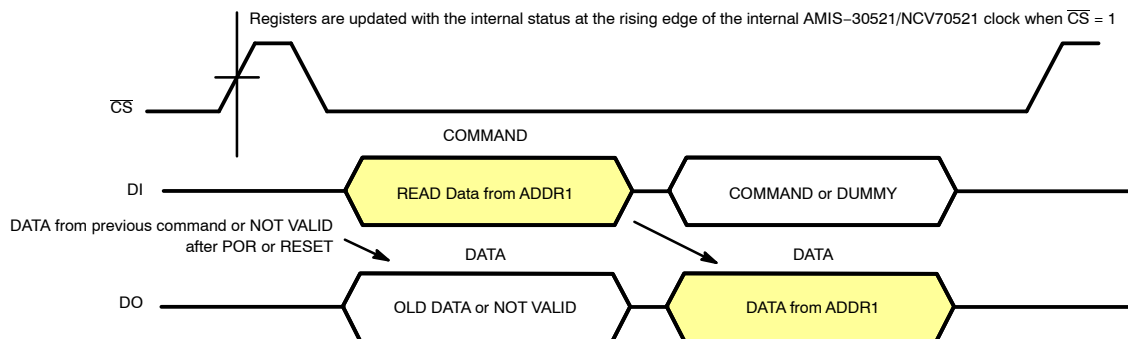 Registers are updated with the internal status at the rising edge of the internal AMIS−30521/NCV70521 clock when C̅S̅ = 1
C̅S̅
COMMAND
DI
READ Data from ADDR1
COMMAND or DUMMY
DATA from previous command or NOT VALID
after POR or RESET
DATA
DATA
DO
OLD DATA or NOT VALID
DATA from ADDR1